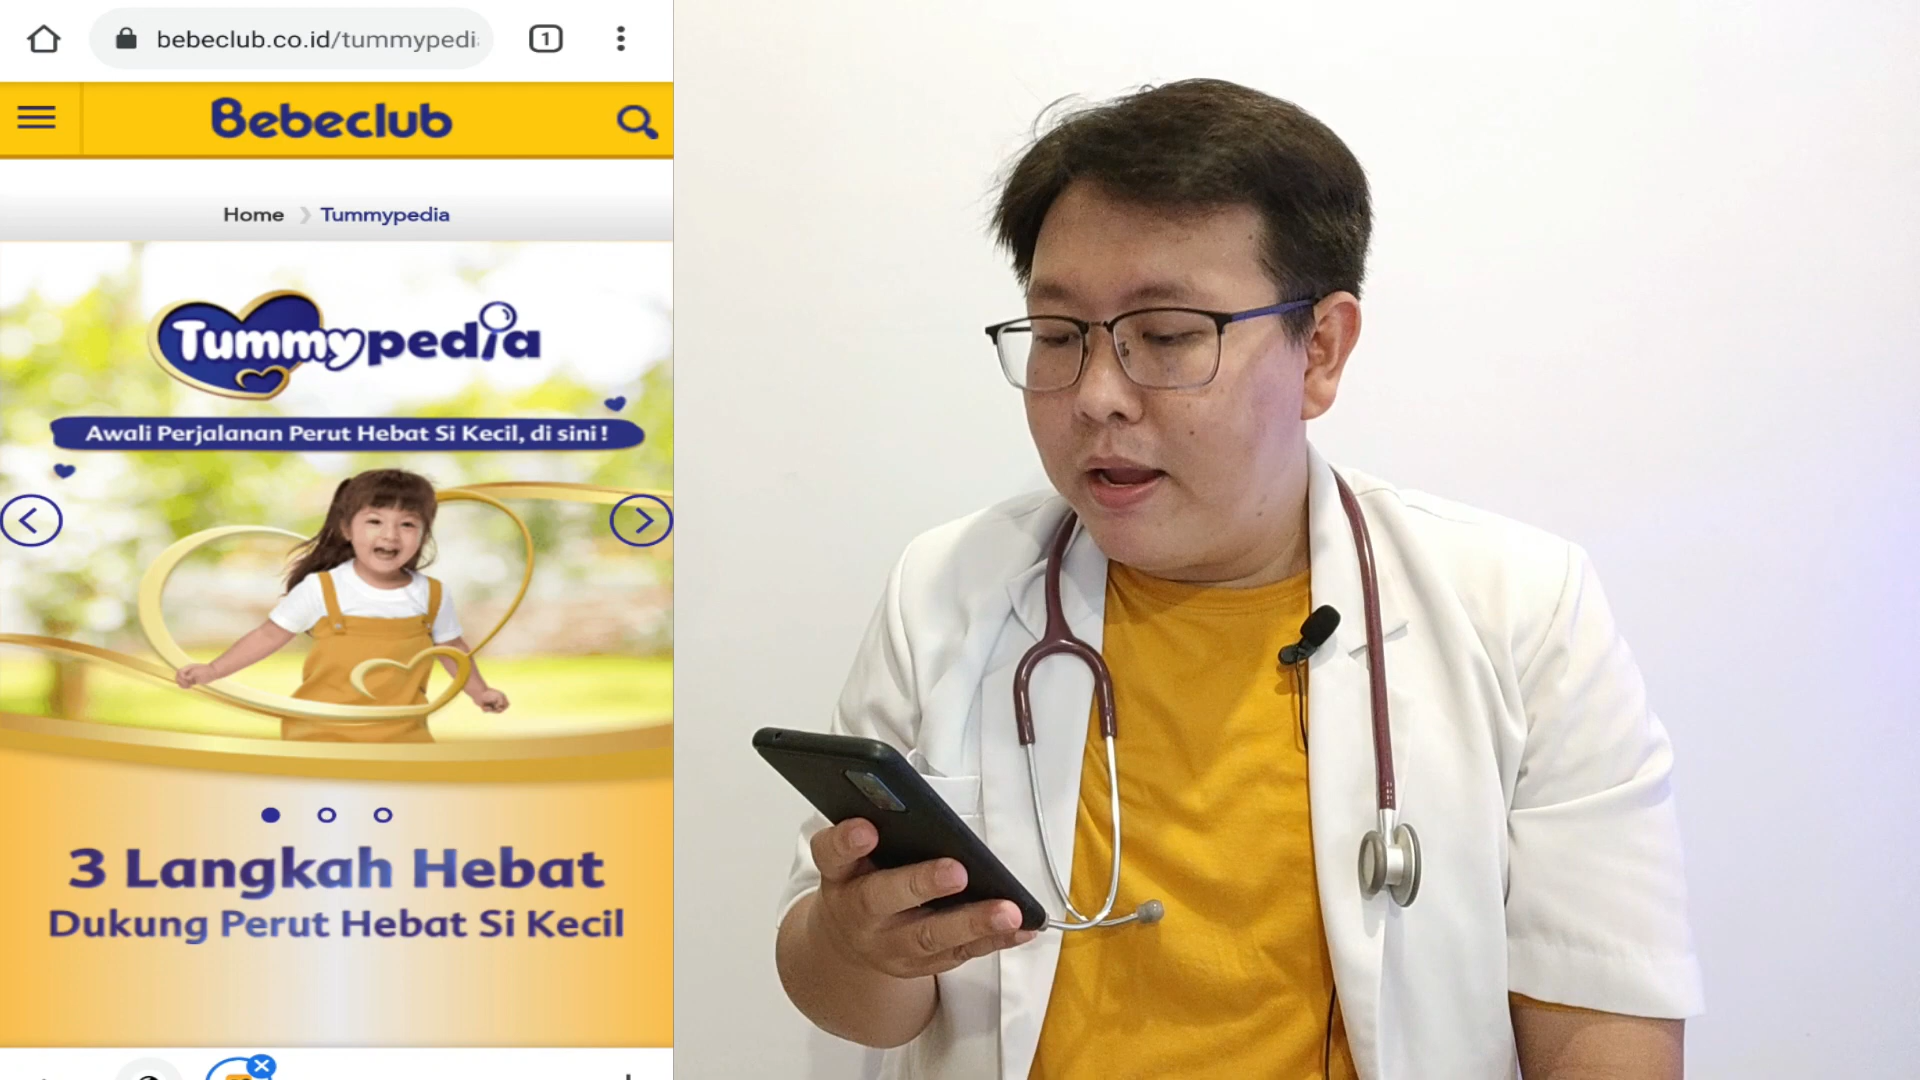 bebeclub.co.id/tummypedi
1
Bebeclub
Home
Tummypedia
Tummypedia
Awali Perjalanan Perut Hebat Si Kecil, di sini!
3 Langkah Hebat
Dukung Perut Hebat Si Kecil